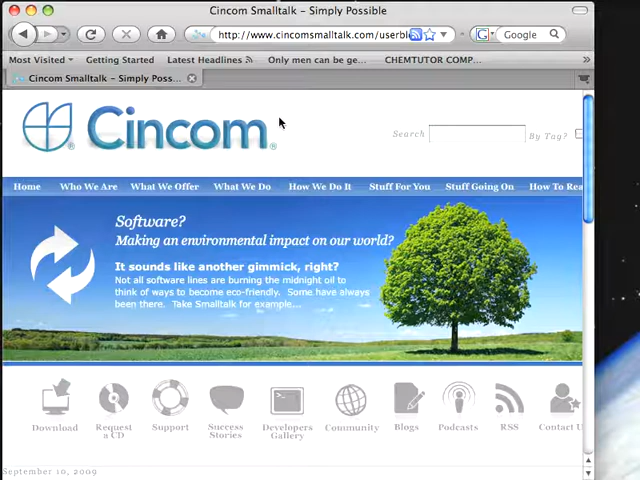 Cincom Smalltalk - Simply Possible
http://www.cincomsmalltalk.com/userblo
Google
Most Visited
Getting Started
Latest Headlines
Only men can be ge...
CHEMTUTOR COMP...
Cincom Smalltalk - Simply Poss...
Cincom®
Search
By Tag?
Home
Who We Are
What We Offer
What We Do
How We Do It
Stuff For You
Stuff Going On
How To Rea
Software?
Making an environmental impact on our world?
It sounds like another gimmick, right?
Not all software lines are burning the midnight oil to
think of ways to become eco-friendly. Some have always
been there. Take Smalltalk for example...
Download
Request
a CD
Support
Success
Stories
Developers
Gallery
Community
Blogs
Podcasts
RSS
Contact U
September 10, 2009